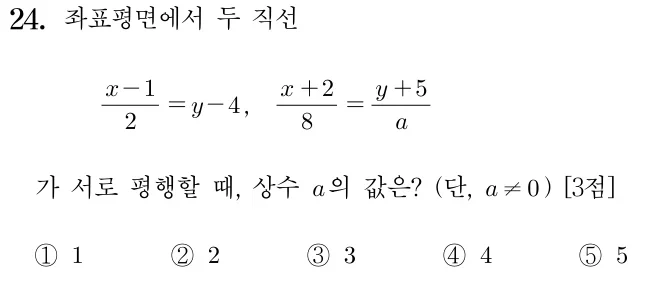 24. 좌표평면에서 두 직선
(x-1)/2 = y-4, (x+2)/8 = (y+5)/a
가 서로 평행할 때, 상수 a의 값은? (단, a≠0) [3점]
① 1 ② 2 ③ 3 ④ 4 ⑤ 5